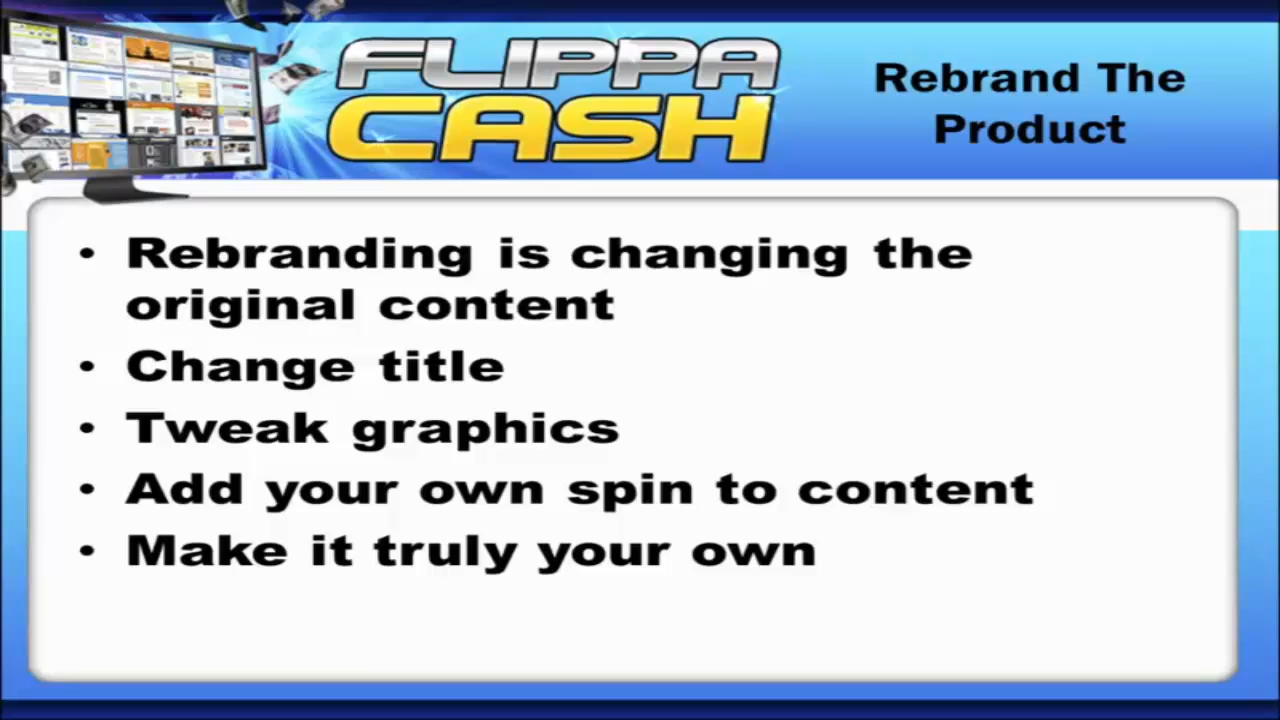 FLIPPA
CASH
Rebrand The
Product
• Rebranding is changing the
original content
• Change title
• Tweak graphics
• Add your own spin to content
• Make it truly your own